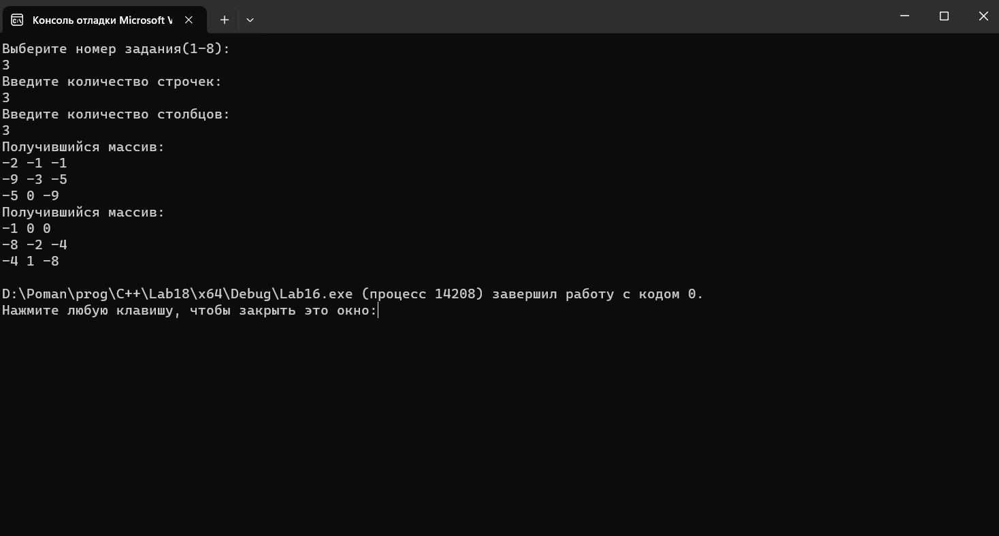 Консоль отладки Microsoft V
Выберите номер задания(1-8):
3
Введите количество строчек:
3
Введите количество столбцов:
3
Получившийся массив:
-2 -1 -1
-9 -3 -5
-5 0 -9
Получившийся массив:
-1 0 0
-8 -2 -4
-4 1 -8
D:\Poman\prog\C++\Lab18\x64\Debug\Lab16.exe (процесс 14208) завершил работу с кодом 0.
Нажмите любую клавишу, чтобы закрыть это окно: